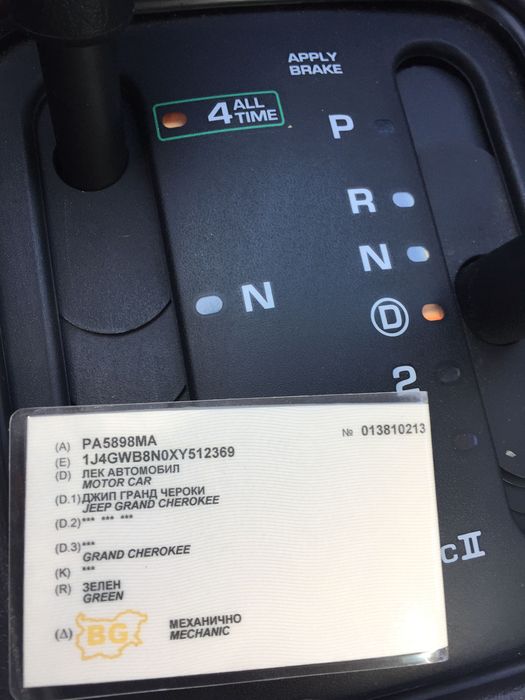 APPLY
BRAKE
4 ALL
TIME
P
R
N
N
D
2
cII
(A) PA5898MA
№ 013810213
(E) 1J4GWB8N0XY512369
(D) ЛЕК АВТОМОБИЛ
MOTOR CAR
(D.1) ДЖИП ГРАНД ЧЕРОКИ
JEEP GRAND CHEROKEE
(D.2) *** *** ***
(D.3) ***
GRAND CHEROKEE
(K) ***
(R) ЗЕЛЕН
GREEN
(Δ) BG МЕХАНИЧНО
MECHANIC